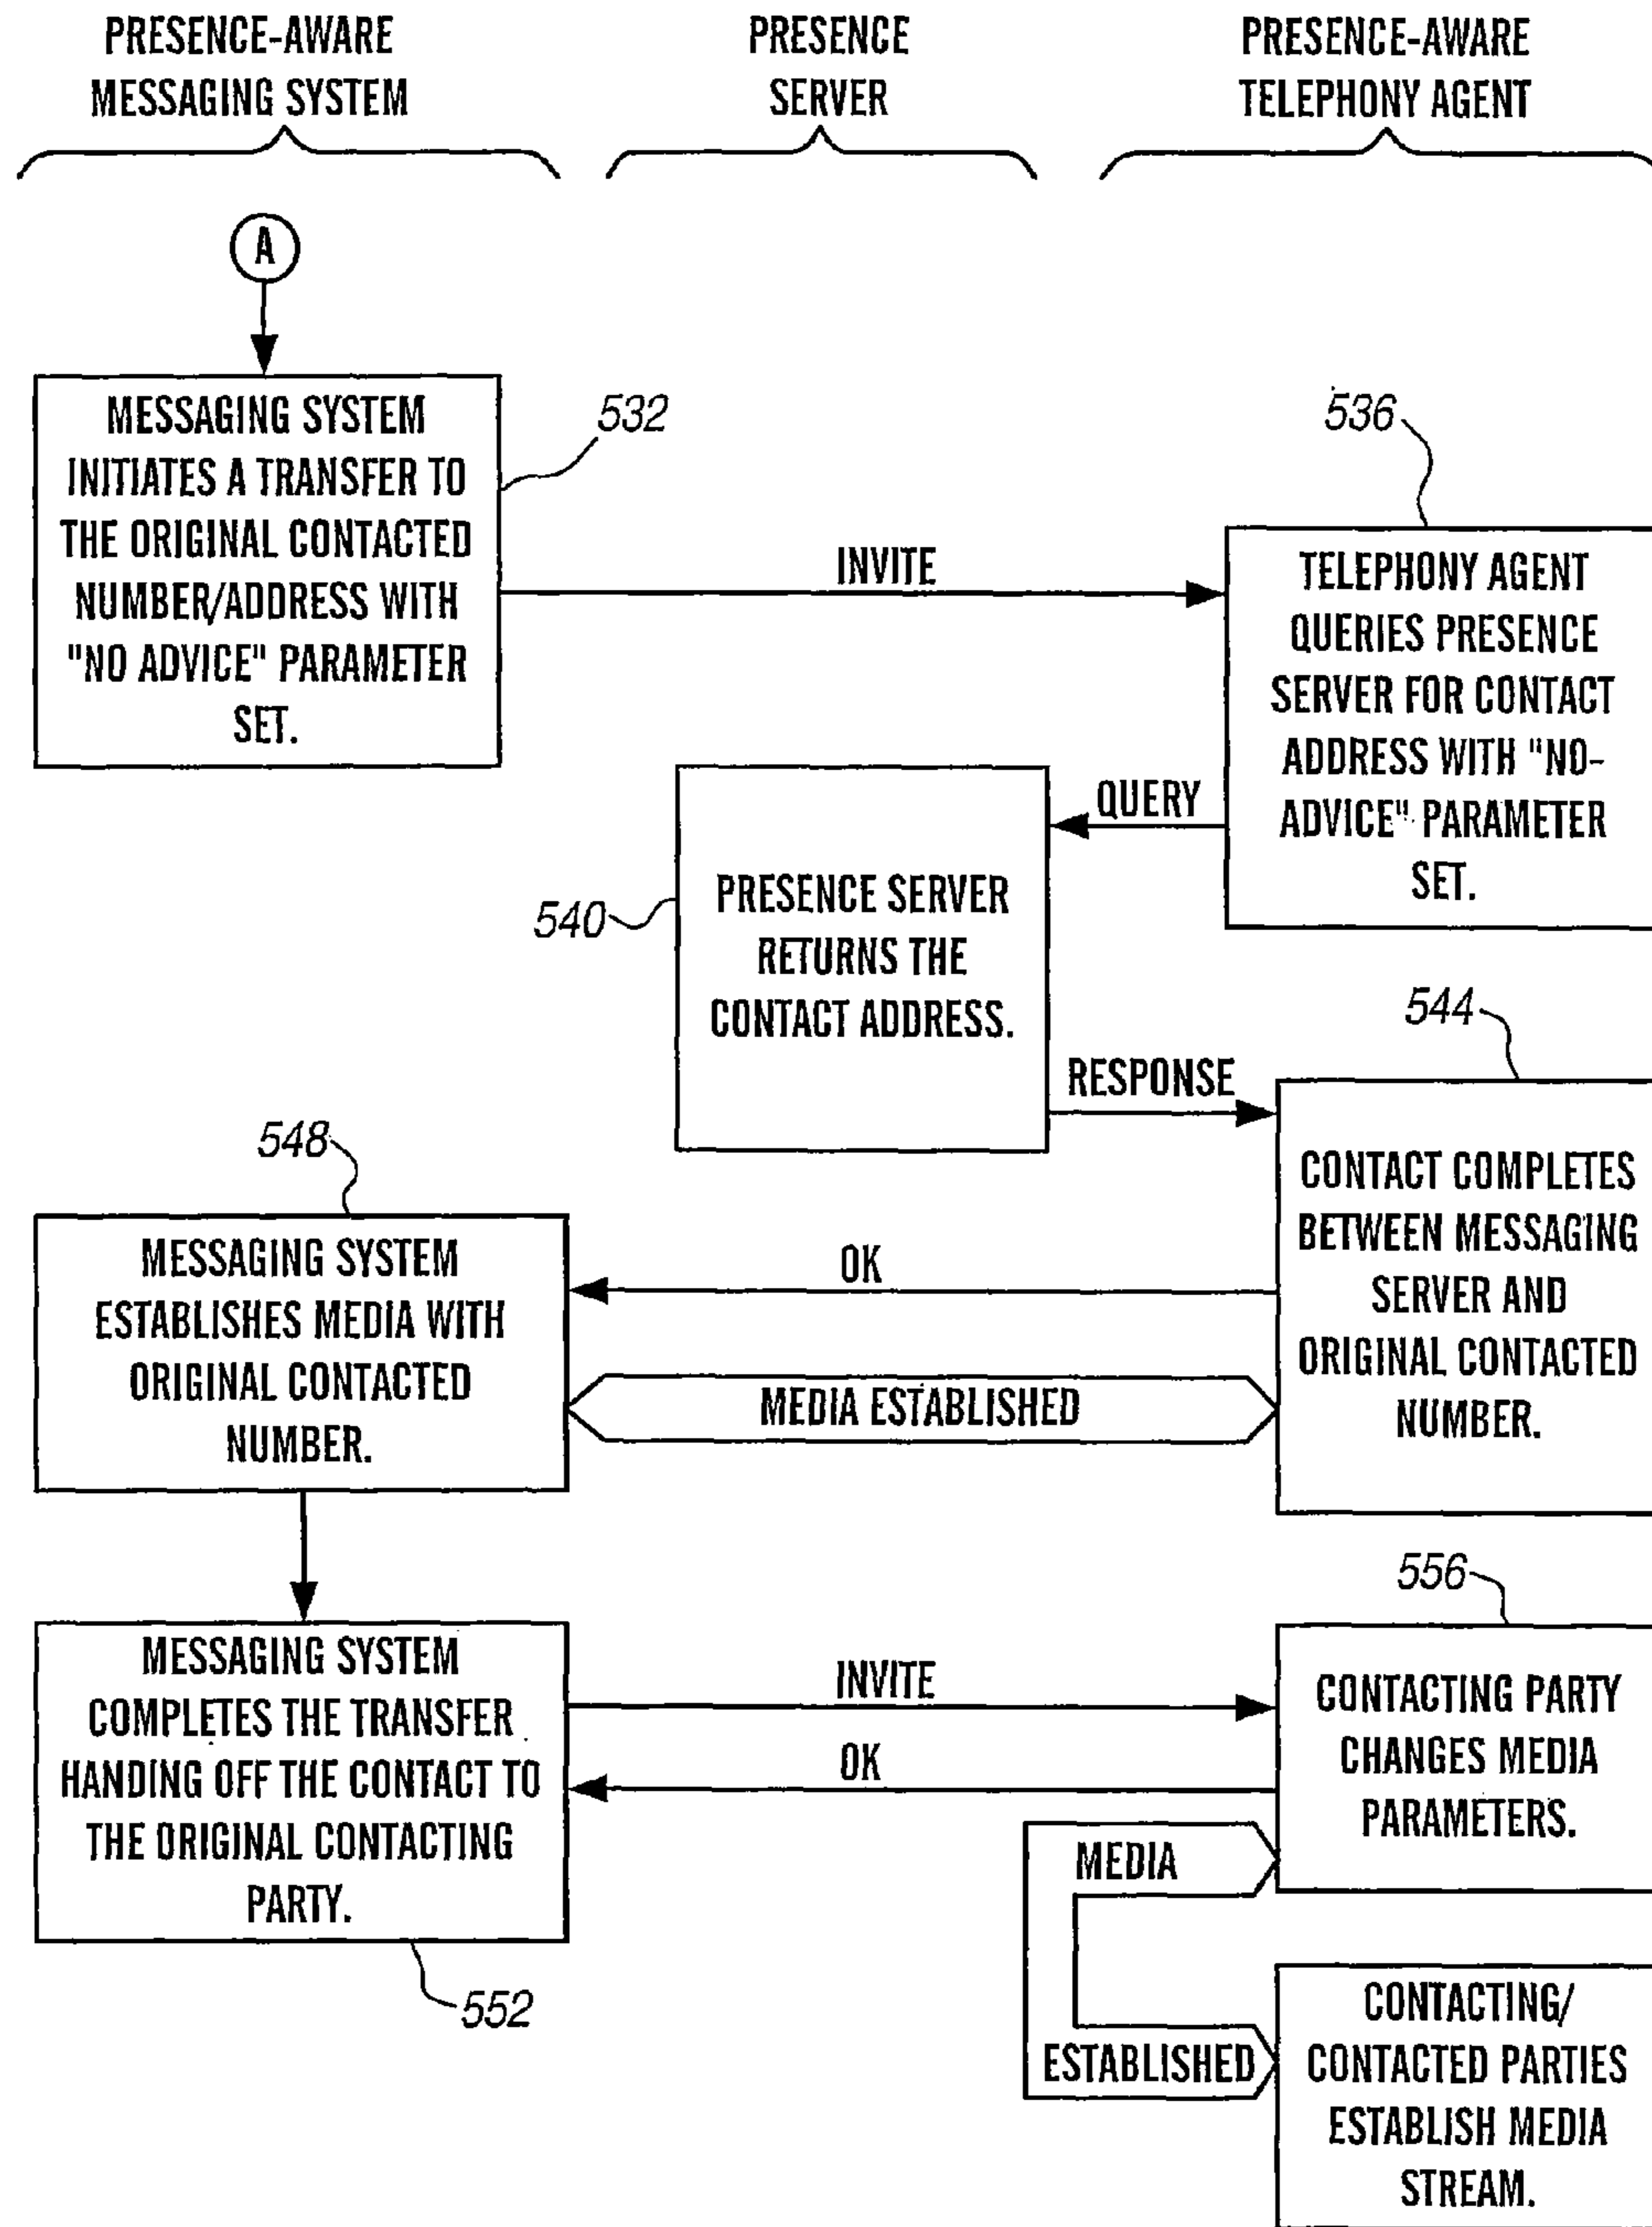 PRESENCE-AWARE
MESSAGING SYSTEM
PRESENCE
SERVER
PRESENCE-AWARE
TELEPHONY AGENT
A
MESSAGING SYSTEM
INITIATES A TRANSFER TO
THE ORIGINAL CONTACTED
NUMBER/ADDRESS WITH
"NO ADVICE" PARAMETER
SET.
532
INVITE
536
TELEPHONY AGENT
QUERIES PRESENCE
SERVER FOR CONTACT
ADDRESS WITH "NO-
ADVICE" PARAMETER
SET.
QUERY
540
PRESENCE SERVER
RETURNS THE
CONTACT ADDRESS.
RESPONSE
544
CONTACT COMPLETES
BETWEEN MESSAGING
SERVER AND
ORIGINAL CONTACTED
NUMBER.
548
MESSAGING SYSTEM
ESTABLISHES MEDIA WITH
ORIGINAL CONTACTED
NUMBER.
OK
MEDIA ESTABLISHED
MESSAGING SYSTEM
COMPLETES THE TRANSFER
HANDING OFF THE CONTACT TO
THE ORIGINAL CONTACTING
PARTY.
552
INVITE
OK
556
CONTACTING PARTY
CHANGES MEDIA
PARAMETERS.
MEDIA
ESTABLISHED
CONTACTING/
CONTACTED PARTIES
ESTABLISH MEDIA
STREAM.